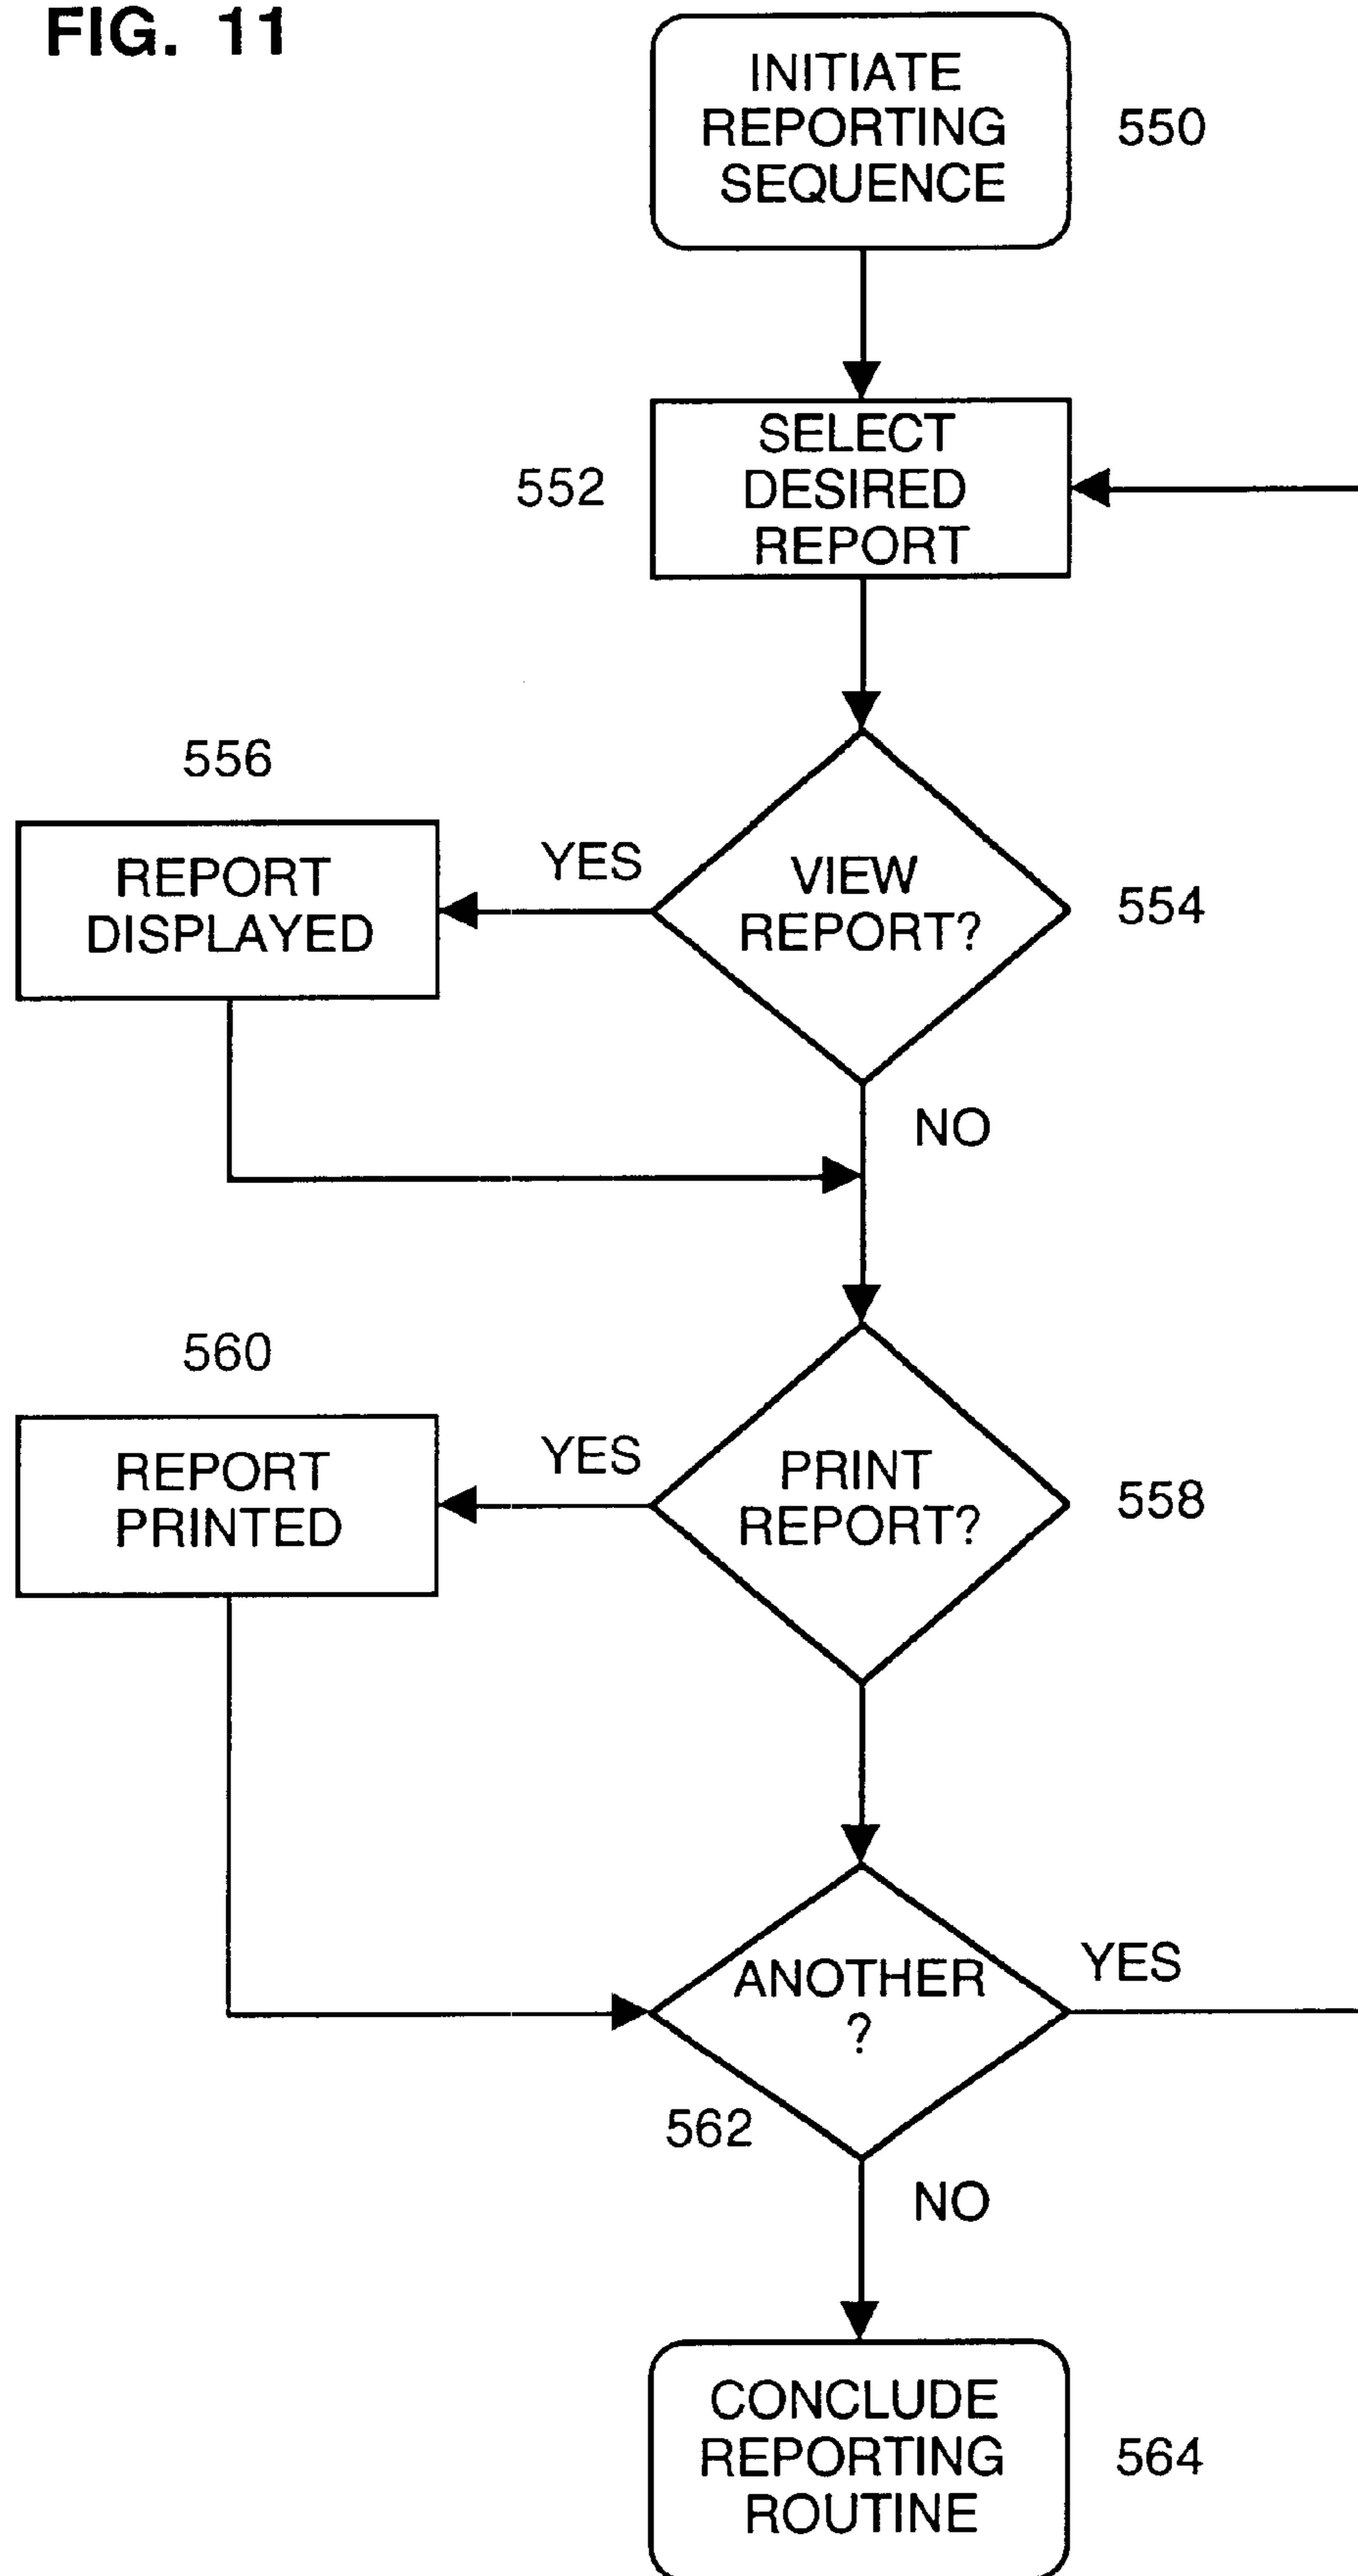 FIG. 11
INITIATE
REPORTING
SEQUENCE
550
552
SELECT
DESIRED
REPORT
556
REPORT
DISPLAYED
YES
VIEW
REPORT?
554
NO
560
REPORT
PRINTED
YES
PRINT
REPORT?
558
ANOTHER
?
YES
562
NO
CONCLUDE
REPORTING
ROUTINE
564